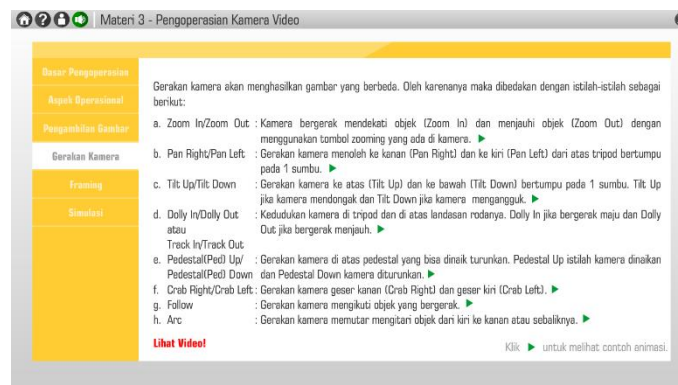 Materi 3 - Pengoperasian Kamera Video
Dasar Pengoperasian
Aspek Operasional
Pengambilan Gambar
Gerakan Kamera
Framing
Simulasi
Gerakan kamera akan menghasilkan gambar yang berbeda. Oleh karenanya maka dibedakan dengan istilah-istilah sebagai
berikut:
a. Zoom In/Zoom Out : Kamera bergerak mendekati objek (Zoom In) dan menjauhi objek (Zoom Out) dengan
menggunakan tombol zooming yang ada di kamera.
b. Pan Right/Pan Left : Gerakan kamera menoleh ke kanan (Pan Right) dan ke kiri (Pan Left) dari atas tripod bertumpu
pada 1 sumbu.
c. Tilt Up/Tilt Down : Gerakan kamera ke atas (Tilt Up) dan ke bawah (Tilt Down) bertumpu pada 1 sumbu. Tilt Up
jika kamera mendongak dan Tilt Down jika kamera mengangguk.
d. Dolly In/Dolly Out : Kedudukan kamera di tripod dan di atas landasan rodanya. Dolly In jika bergerak maju dan Dolly
atau Out jika bergerak menjauh.
Track In/Track Out
e. Pedestal(Ped) Up/ : Gerakan kamera di atas pedestal yang bisa dinaik turunkan. Pedestal Up istilah kamera dinaikan
Pedestal(Ped) Down dan Pedestal Down kamera diturunkan.
f. Crab Right/Crab Left : Gerakan kamera geser kanan (Crab Right) dan geser kiri (Crab Left).
g. Follow : Gerakan kamera mengikuti objek yang bergerak.
h. Arc : Gerakan kamera memutar mengitari objek dari kiri ke kanan atau sebaliknya.
Lihat Video!
Klik untuk melihat contoh animasi.